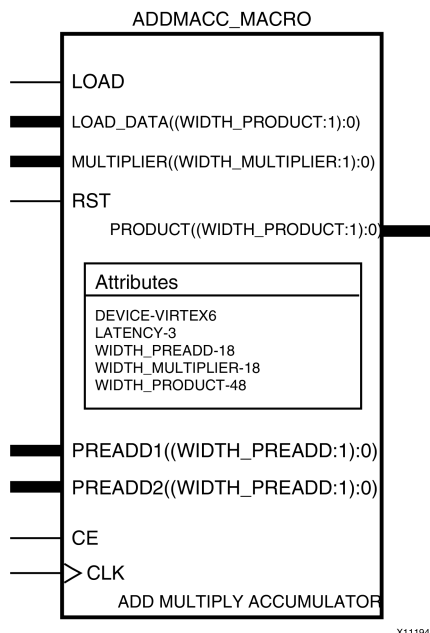 ADDMACC_MACRO
LOAD
LOAD_DATA((WIDTH_PRODUCT:1):0)
MULTIPLIER((WIDTH_MULTIPLIER:1):0)
RST
PRODUCT((WIDTH_PRODUCT:1):0)
Attributes
DEVICE-VIRTEX6
LATENCY-3
WIDTH_PREADD-18
WIDTH_MULTIPLIER-18
WIDTH_PRODUCT-48
PREADD1((WIDTH_PREADD:1):0)
PREADD2((WIDTH_PREADD:1):0)
CE
CLK
ADD MULTIPLY ACCUMULATOR
X11194